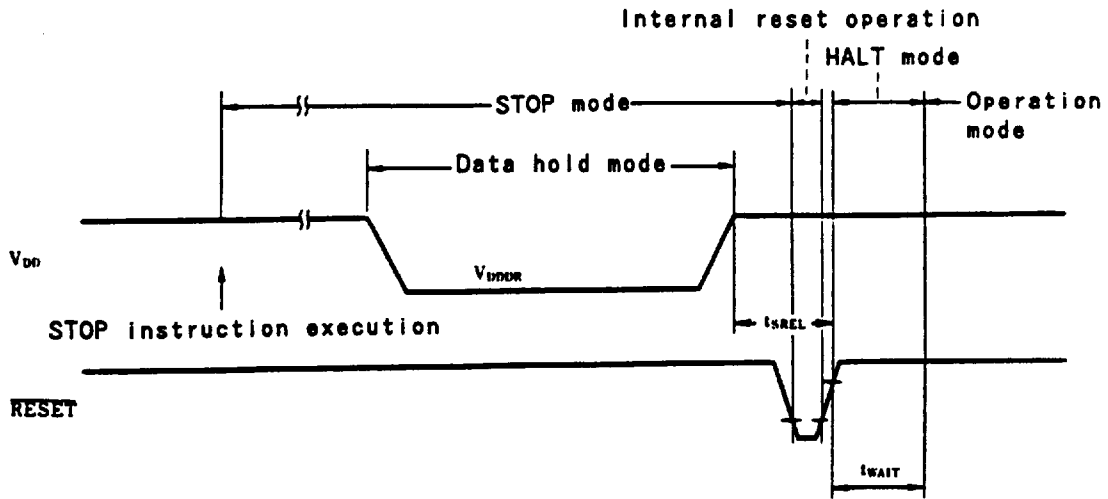 Internal reset operation
HALT mode
STOP mode
Operation
mode
Data hold mode
VDD
VDDDR
STOP instruction execution
tSREL
RESET
tWAIT